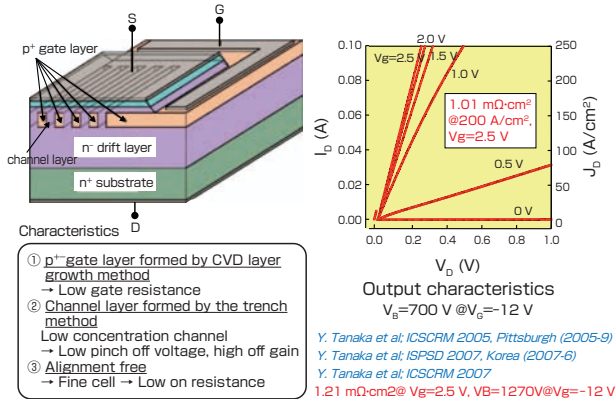 S
G
p⁺ gate layer
channel layer
n⁻ drift layer
n⁺ substrate
D
Characteristics
① p⁺⁻gate layer formed by CVD layer
growth method
→ Low gate resistance
② Channel layer formed by the trench
method
Low concentration channel
→ Low pinch off voltage, high off gain
③ Alignment free
→ Fine cell → Low on resistance
0.10
0.08
0.06
0.04
0.02
0.00
I_D (A)
250
200
150
100
50
0
J_D (A/cm²)
2.0 V
Vg=2.5 V
1.5 V
1.0 V
1.01 mΩ·cm²
@200 A/cm²,
Vg=2.5 V
0.5 V
0 V
0.0 0.2 0.4 0.6 0.8 1.0
V_D (V)
Output characteristics
V_B=700 V @V_G=-12 V
Y. Tanaka et al; ICSCRM 2005, Pittsburgh (2005-9)
Y. Tanaka et al; ISPSD 2007, Korea (2007-6)
Y. Tanaka et al; ICSCRM 2007
1.21 mΩ·cm2@ Vg=2.5 V, VB=1270V@Vg=−12 V